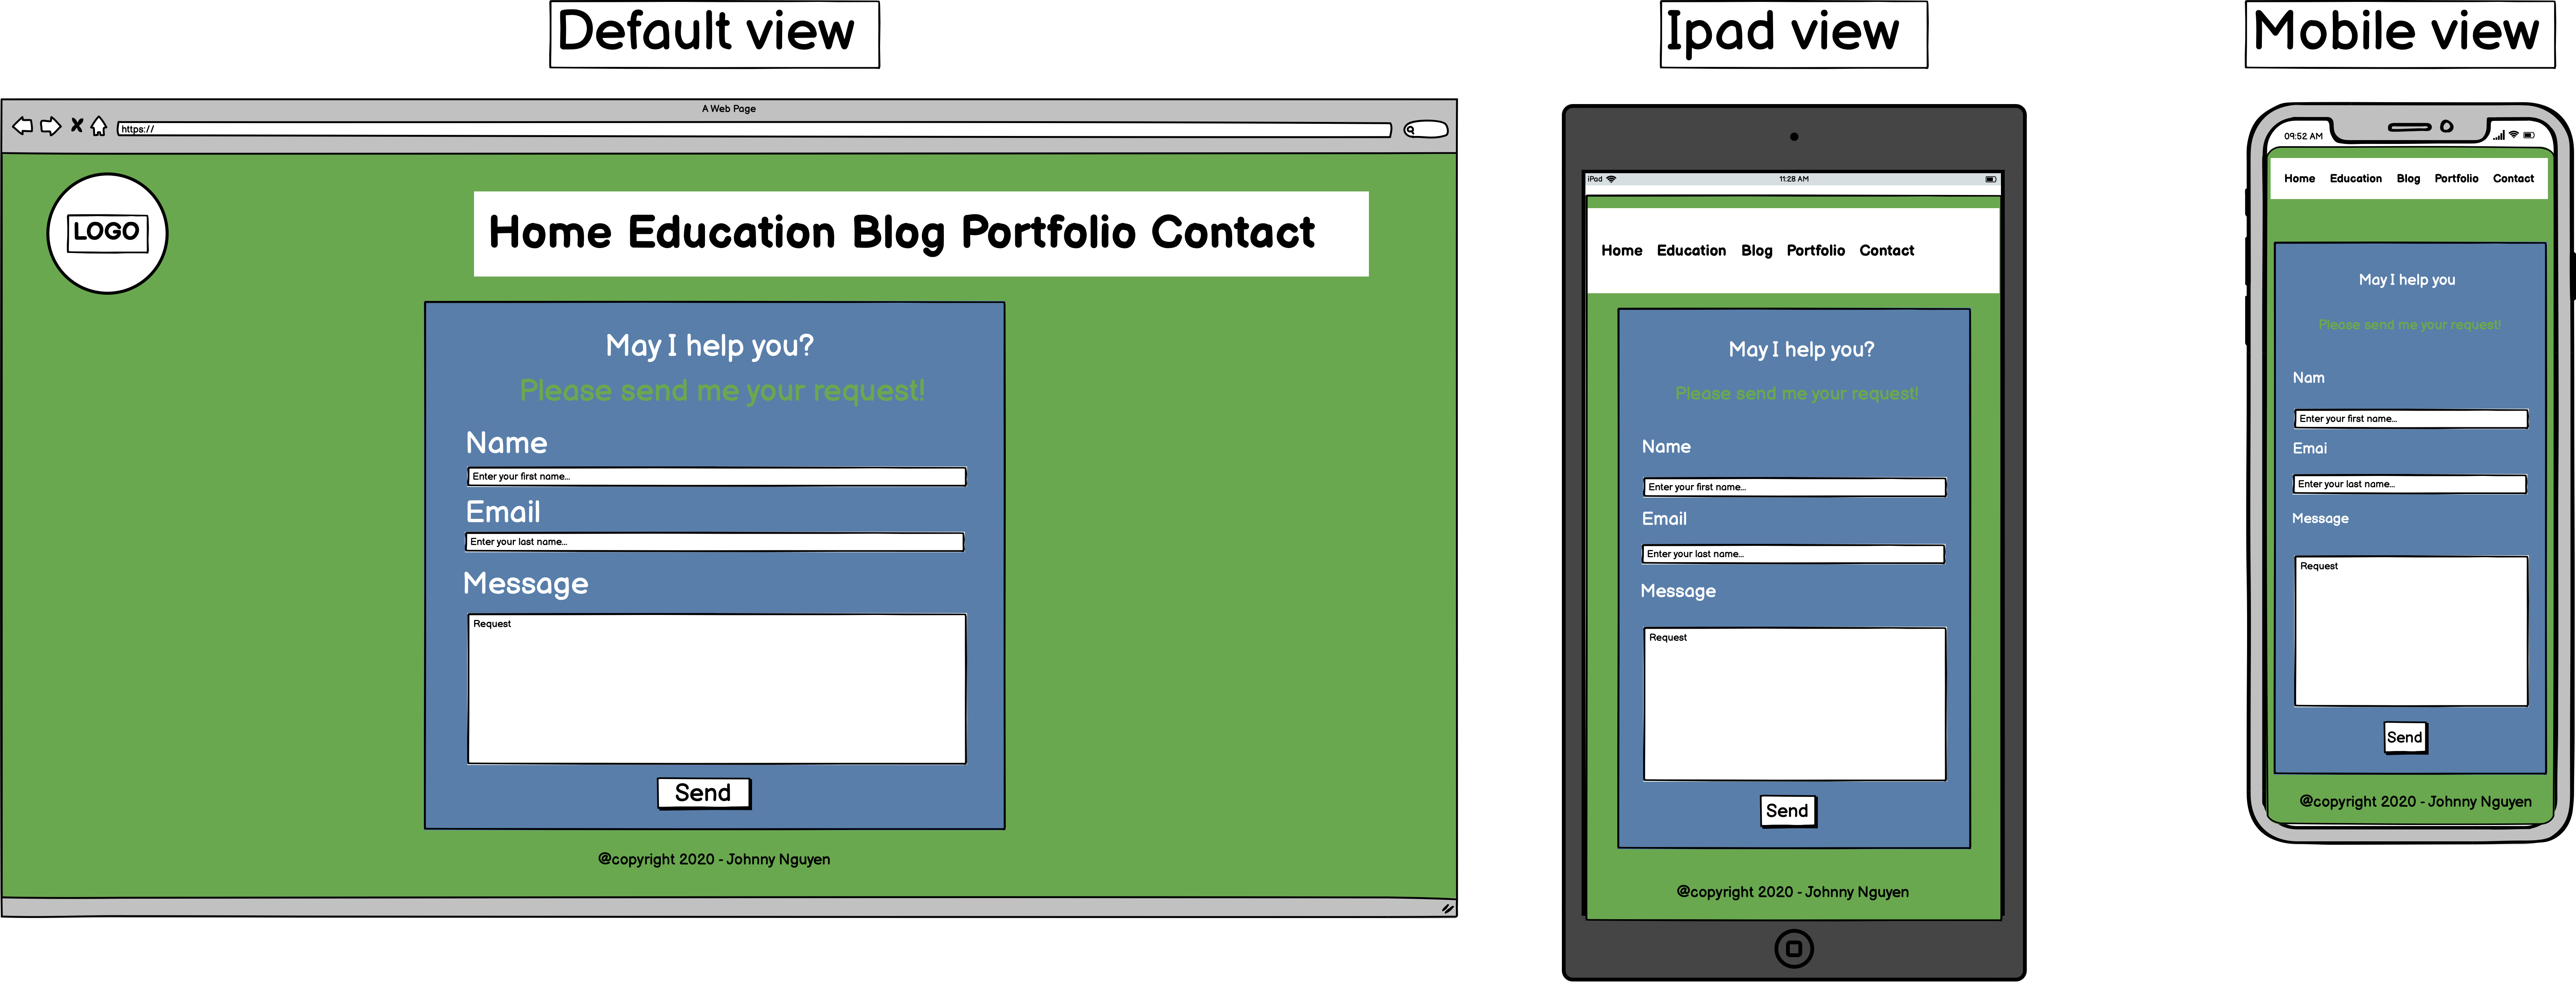 Default view
A Web Page
https://
LOGO
Home Education Blog Portfolio Contact
May I help you?
Please send me your request!
Name
Enter your first name...
Email
Enter your last name...
Message
Request
Send
@copyright 2020 - Johnny Nguyen
Ipad view
iPad
11:28 AM
Home Education Blog Portfolio Contact
May I help you?
Please send me your request!
Name
Enter your first name...
Email
Enter your last name...
Message
Request
Send
@copyright 2020 - Johnny Nguyen
Mobile view
09:52 AM
Home Education Blog Portfolio Contact
May I help you
Please send me your request!
Nam
Enter your first name...
Emai
Enter your last name...
Message
Request
Send
@copyright 2020 - Johnny Nguyen